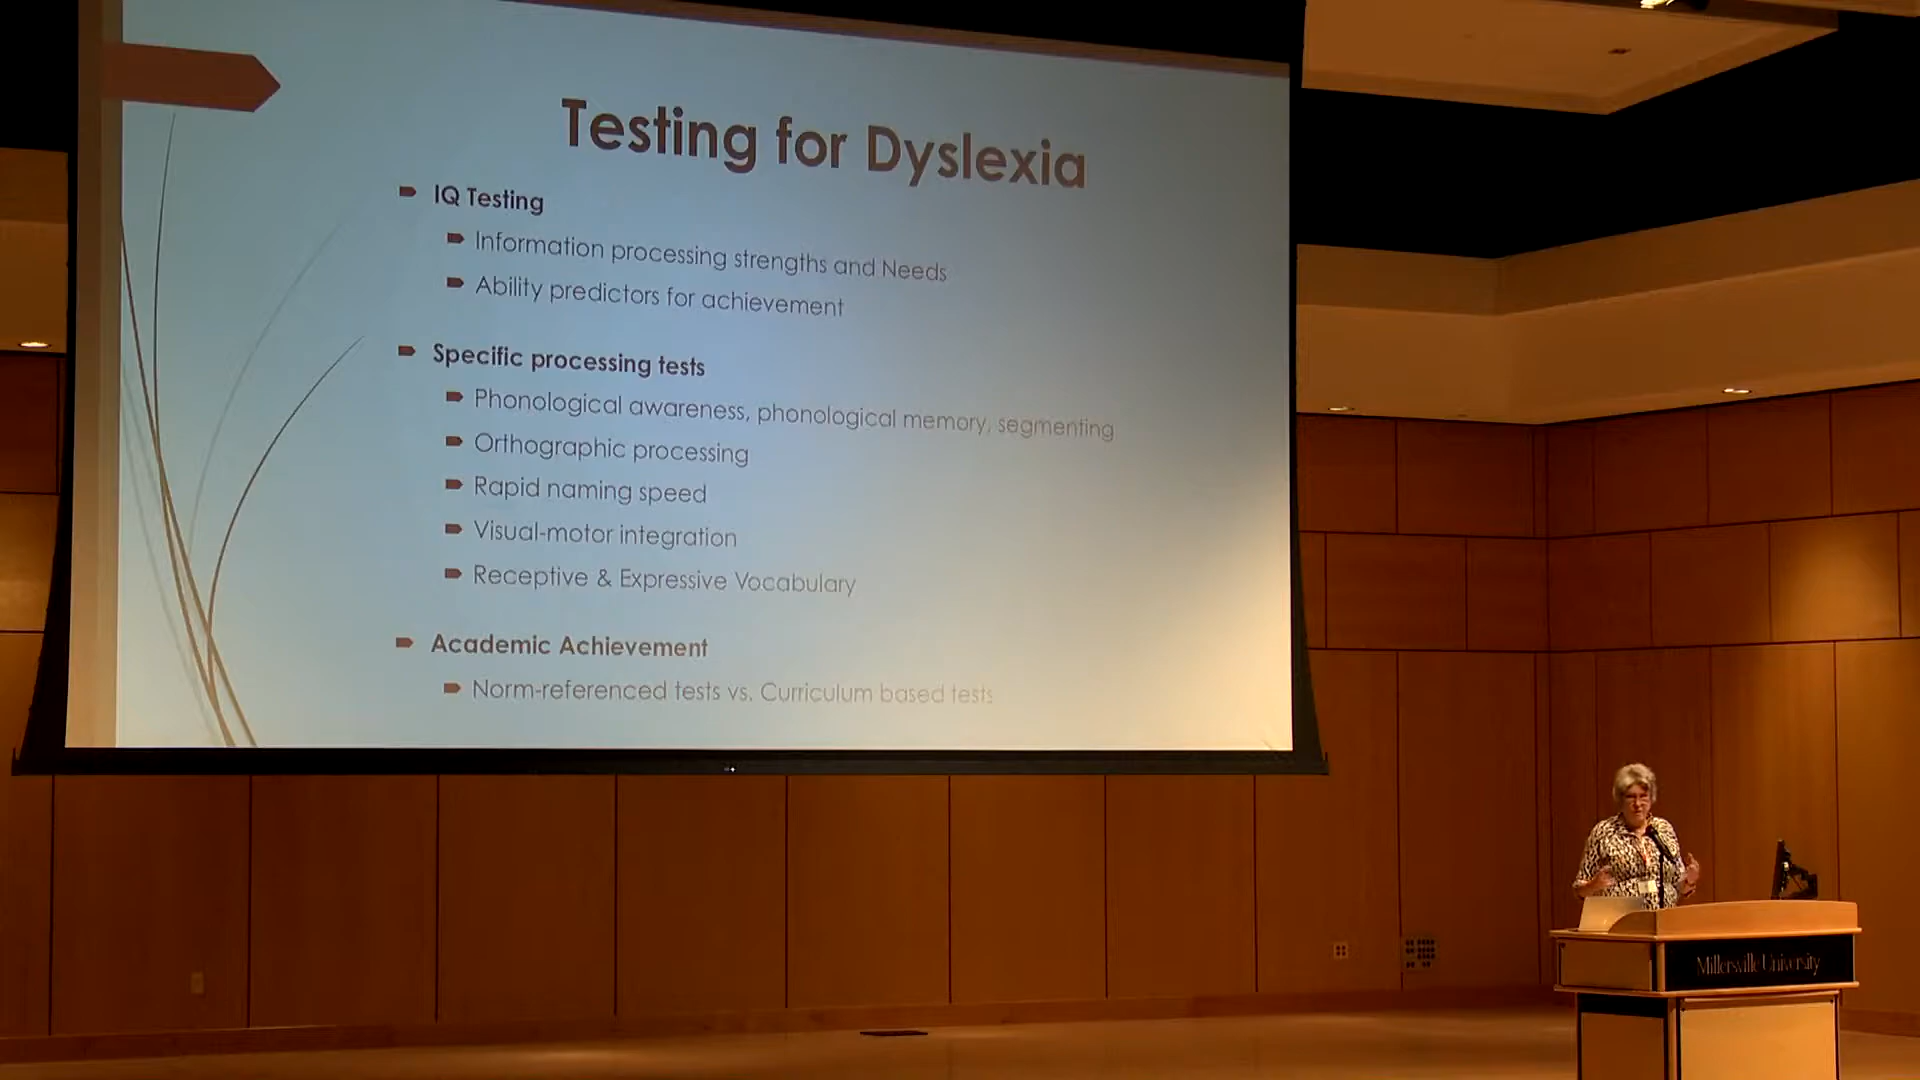 Testing for Dyslexia
IQ Testing
Information processing strengths and Needs
Ability predictors for achievement
Specific processing tests
Phonological awareness, phonological memory, segmenting
Orthographic processing
Rapid naming speed
Visual-motor integration
Receptive & Expressive Vocabulary
Academic Achievement
Norm-referenced tests vs. Curriculum based tests
Millersville University